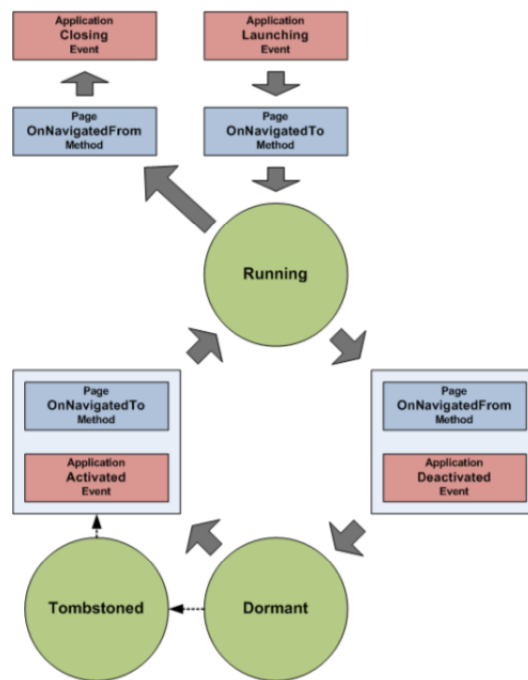 Application
Closing
Event
Application
Launching
Event
Page
OnNavigatedFrom
Method
Page
OnNavigatedTo
Method
Running
Page
OnNavigatedTo
Method
Page
OnNavigatedFrom
Method
Application
Activated
Event
Application
Deactivated
Event
Tombstoned
Dormant